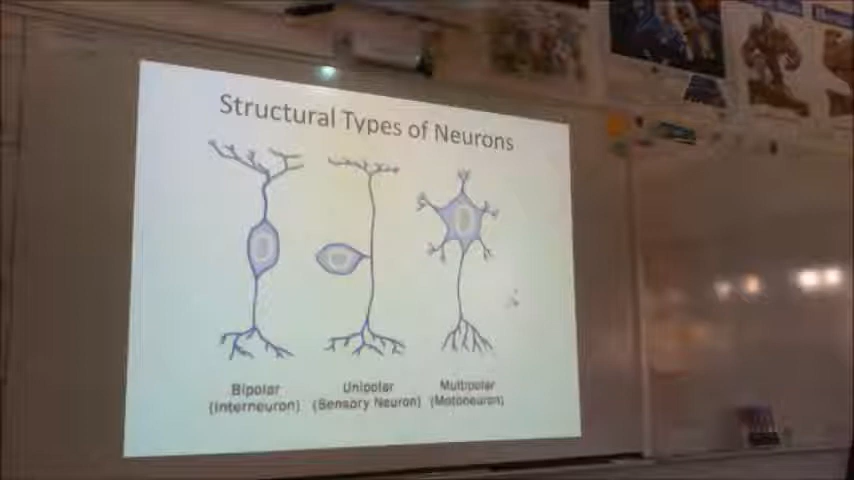 Structural Types of Neurons
Bipolar
(Interneuron)
Unipolar
(Sensory Neuron)
Multipolar
(Motoneuron)